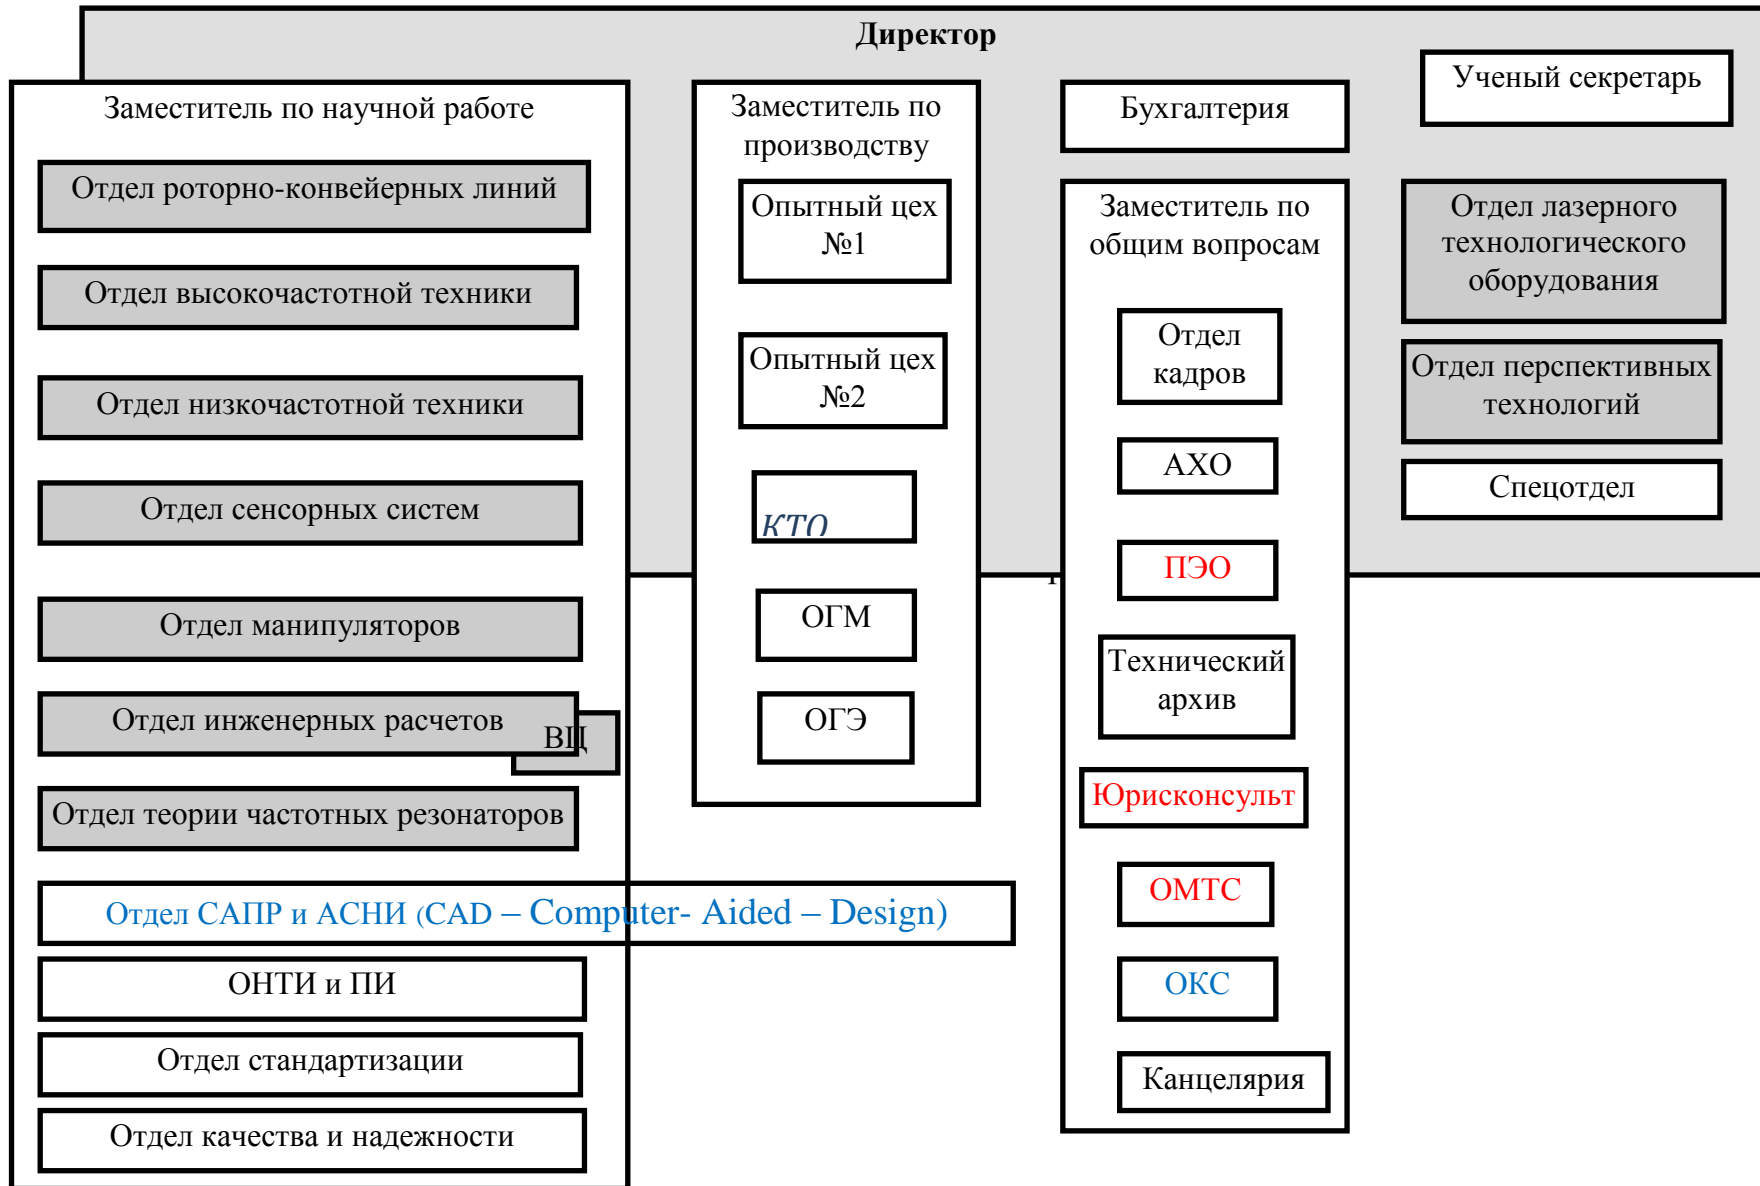 Директор
Ученый секретарь
Заместитель по научной работе
Отдел роторно-конвейерных линий
Отдел высокочастотной техники
Отдел низкочастотной техники
Отдел сенсорных систем
Отдел манипуляторов
Отдел инженерных расчетов
ВЦ
Отдел теории частотных резонаторов
Отдел САПР и АСНИ (CAD – Computer- Aided – Design)
ОНТИ и ПИ
Отдел стандартизации
Отдел качества и надежности
Заместитель по
производству
Опытный цех
№1
Опытный цех
№2
КТО
ОГМ
ОГЭ
Бухгалтерия
Заместитель по
общим вопросам
Отдел
кадров
АХО
ПЭО
Технический
архив
Юрисконсульт
ОМТС
ОКС
Канцелярия
Отдел лазерного
технологического
оборудования
Отдел перспективных
технологий
Спецотдел